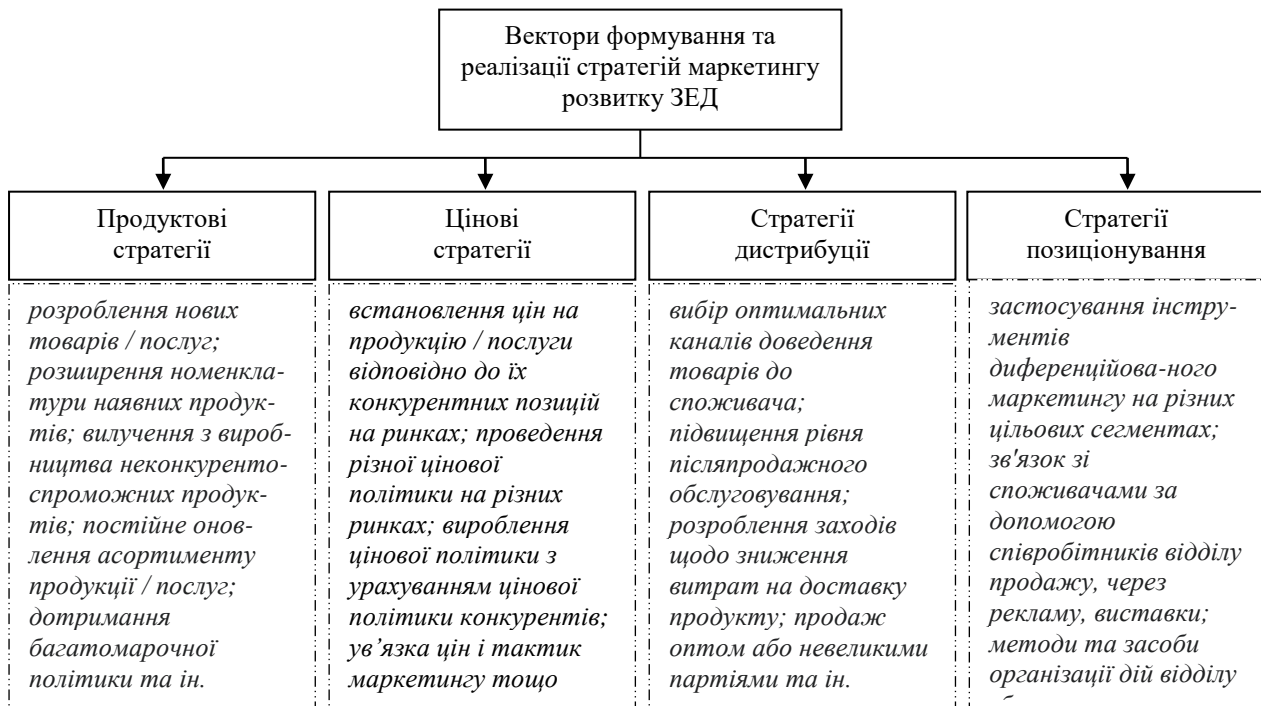 Вектори формування та
реалізації стратегій маркетингу
розвитку ЗЕД
Продуктові
стратегії
розроблення нових
товарів / послуг;
розширення номенкла-
тури наявних продук-
тів; вилучення з вироб-
ництва неконкуренто-
спроможних продук-
тів; постійне онов-
лення асортименту
продукції / послуг;
дотримання
багатомарочної
політики та ін.
Цінові
стратегії
встановлення цін на
продукцію / послуги
відповідно до їх
конкурентних позицій
на ринках; проведення
різної цінової
політики на різних
ринках; вироблення
цінової політики з
урахуванням цінової
політики конкурентів;
ув’язка цін і тактик
маркетингу тощо
Стратегії
дистрибуції
вибір оптимальних
каналів доведення
товарів до
споживача;
підвищення рівня
післяпродажного
обслуговування;
розроблення заходів
щодо зниження
витрат на доставку
продукту; продаж
оптом або невеликими
партіями та ін.
Стратегії
позиціонування
застосування інстру-
ментів
диференційова-ного
маркетингу на різних
цільових сегментах;
зв'язок зі
споживачами за
допомогою
співробітників відділу
продажу, через
рекламу, виставки;
методи та засоби
організації дій відділу